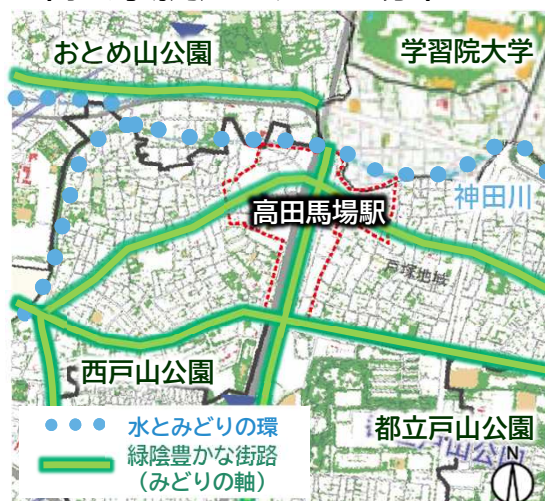 おとめ山公園
学習院大学
神田川
高田馬場駅
戸塚地域
西戸山公園
都立戸山公園
水とみどりの環
緑陰豊かな街路
(みどりの軸)
N